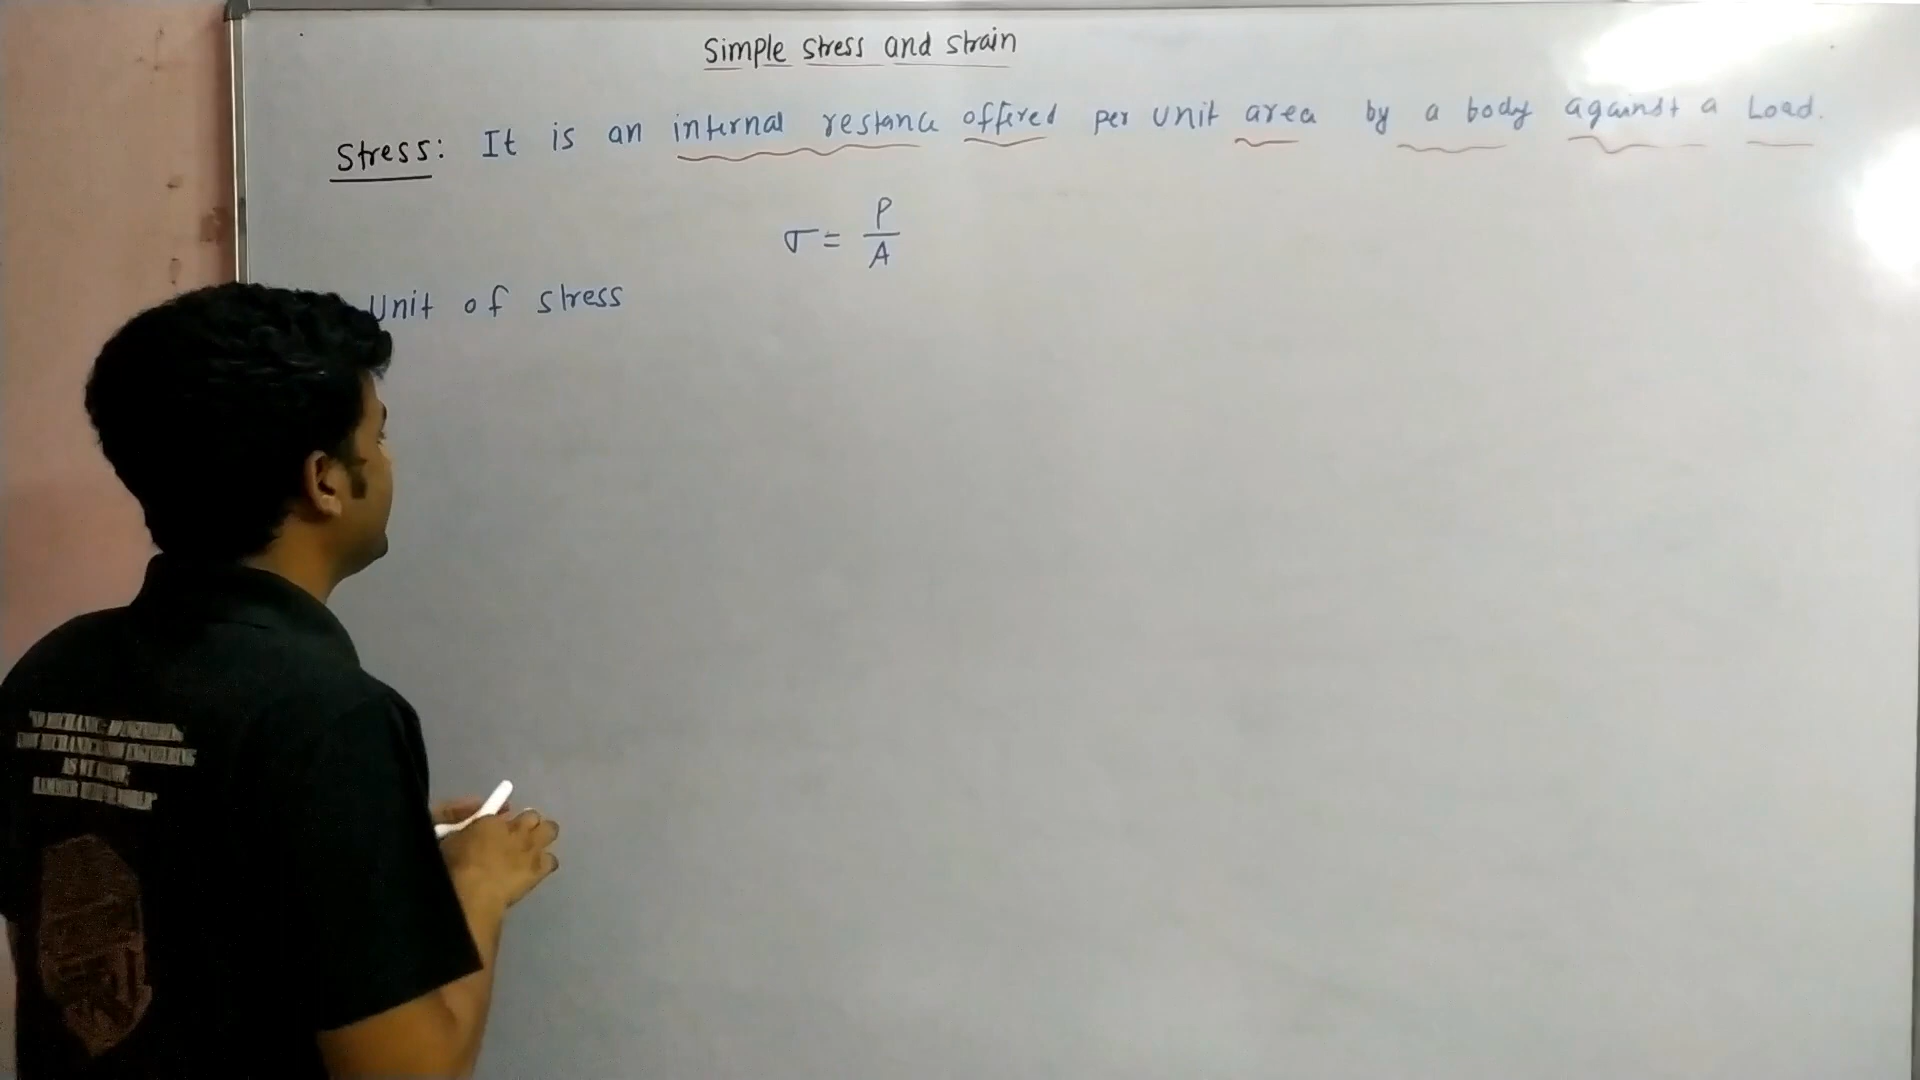 Simple stress and strain
Stress: It is an internal restance offered per unit area by a body against a Load.
σ = P/A
Unit of stress